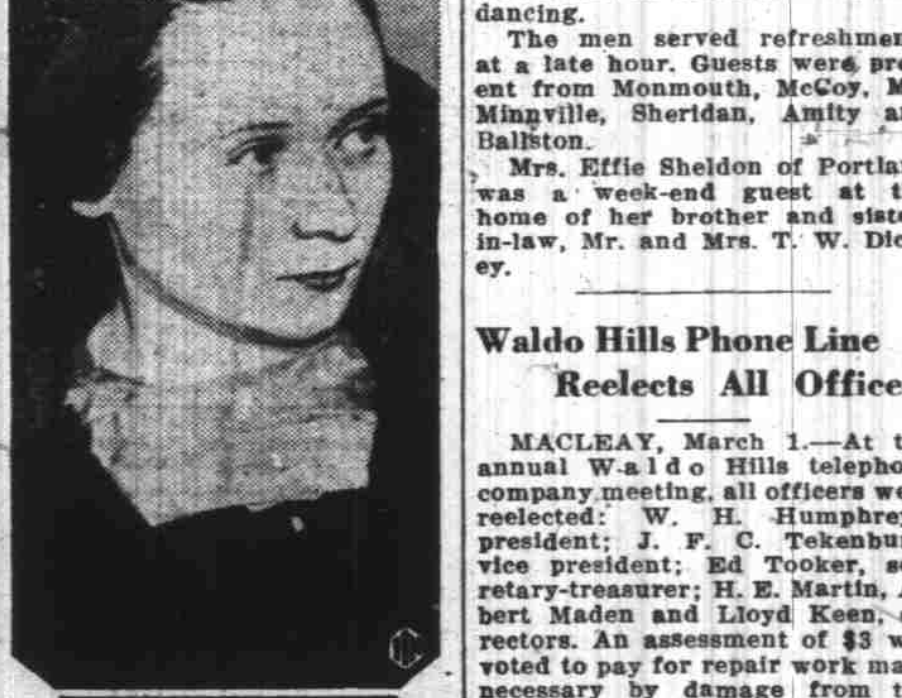 dancing.
The men served refreshmen
at a late hour. Guests were pre
ent from Monmouth, McCoy, M
Minnville, Sheridan, Amity a
Ballston.
Mrs. Effie Sheldon of Portla
was a week-end guest at t
home of her brother and siste
in-law, Mr. and Mrs. T. W. Dic
ey.
Waldo Hills Phone Line
Reelects All Office
MACLEAY, March 1.—At t
annual Waldo Hills telepho
company meeting, all officers we
reelected: W. H. Humphrey
president; J. F. C. Tekenbur
vice president; Ed Tooker, se
retary-treasurer; H. E. Martin, A
bert Maden and Lloyd Keen,
rectors. An assessment of $3 w
voted to pay for repair work ma
necessary by damage from t